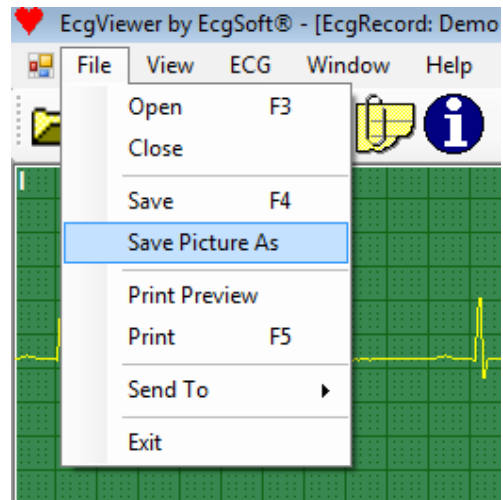 EcgViewer by EcgSoft® - [EcgRecord: Demo
File View ECG Window Help
Open F3
Close
Save F4
Save Picture As
Print Preview
Print F5
Send To
Exit
I